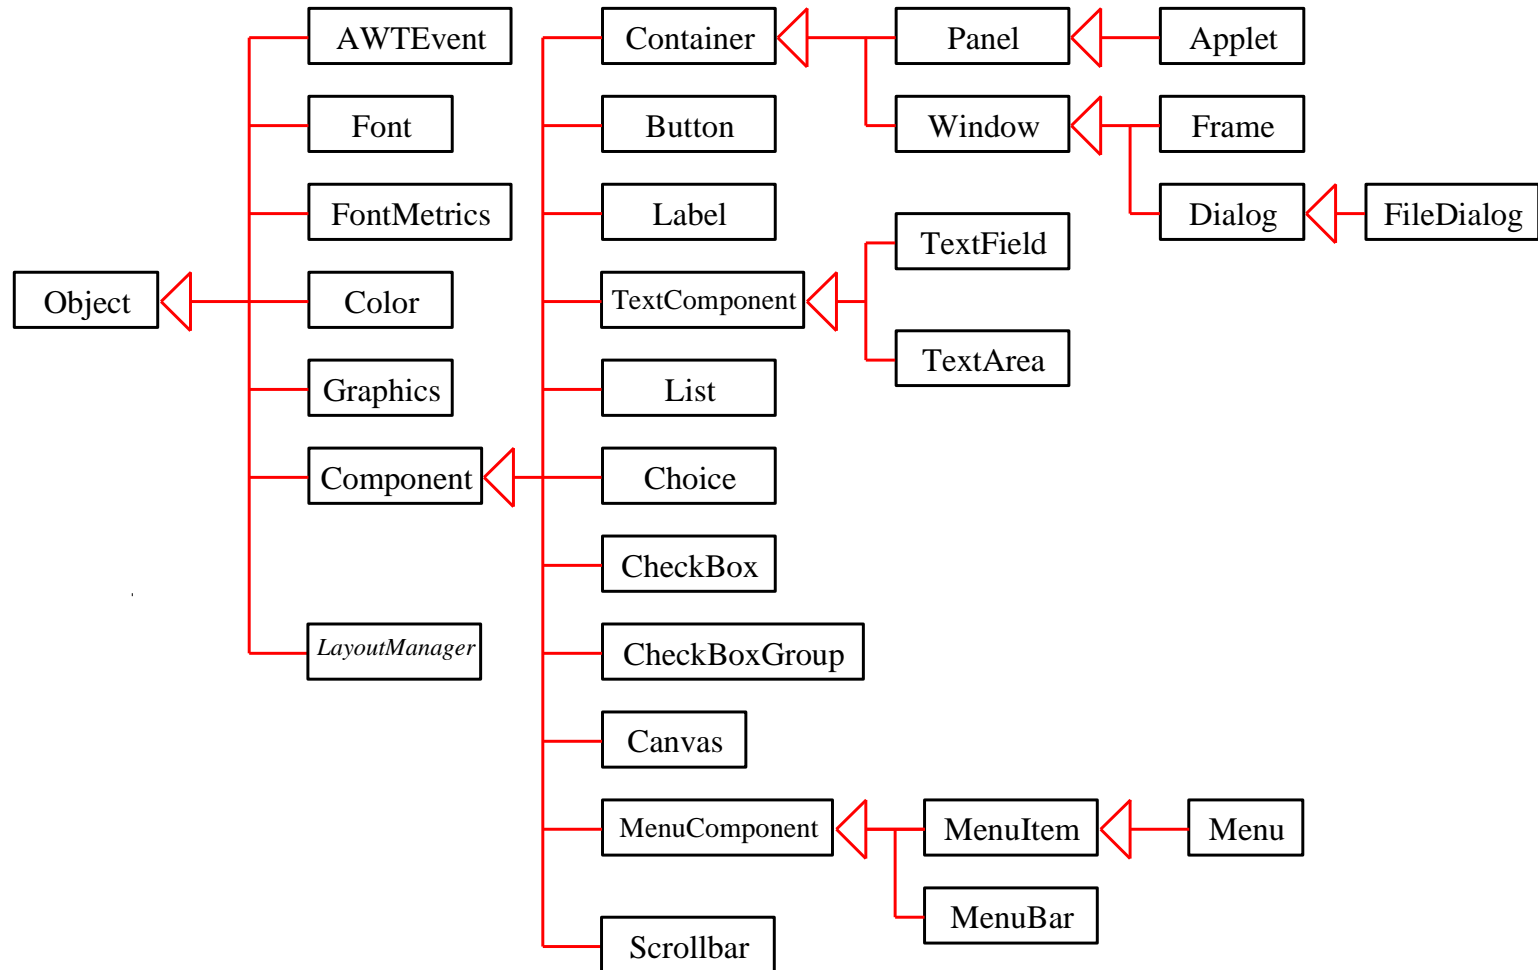 AWTEvent
Container
Panel
Applet
Font
Button
Window
Frame
FontMetrics
Label
Dialog
FileDialog
TextField
Object
Color
TextComponent
TextArea
Graphics
List
Component
Choice
CheckBox
LayoutManager
CheckBoxGroup
Canvas
MenuComponent
MenuItem
Menu
MenuBar
Scrollbar